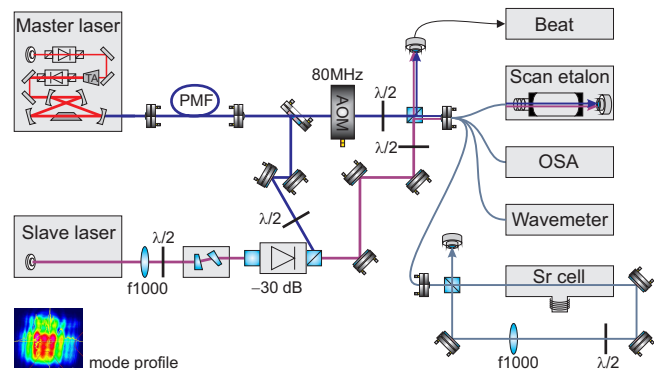 Master laser
TA
PMF
80MHz
AOM
λ/2
λ/2
Beat
Scan etalon
OSA
Wavemeter
λ/2
Slave laser
λ/2
f1000
−30 dB
Sr cell
f1000
λ/2
mode profile